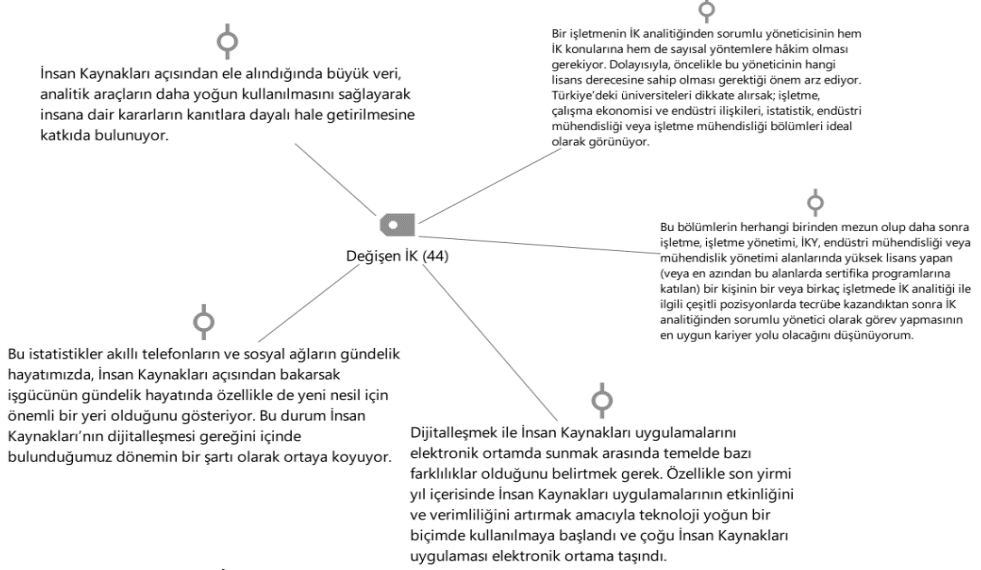 İnsan Kaynakları açısından ele alındığında büyük veri,
analitik araçların daha yoğun kullanılmasını sağlayarak
insana dair kararların kanıtlara dayalı hale getirilmesine
katkıda bulunuyor.
Bir işletmenin İK analitiğinden sorumlu yöneticisinin hem
İK konularına hem de sayısal yöntemlere hâkim olması
gerekiyor. Dolayısıyla, öncelikle bu yöneticinin hangi
lisans derecesine sahip olması gerektiği önem arz ediyor.
Türkiye'deki üniversiteleri dikkate alırsak; işletme,
çalışma ekonomisi ve endüstri ilişkileri, istatistik, endüstri
mühendisliği veya işletme mühendisliği bölümleri ideal
olarak görünüyor.
Değişen İK (44)
Bu bölümlerin herhangi birinden mezun olup daha sonra
işletme, işletme yönetimi, İKY, endüstri mühendisliği veya
mühendislik yönetimi alanlarında yüksek lisans yapan
(veya en azından bu alanlarda sertifika programlarına
katılan) bir kişinin bir veya birkaç işletmede İK analitiği ile
ilgili çeşitli pozisyonlarda tecrübe kazandıktan sonra İK
analitiğinden sorumlu yönetici olarak görev yapmasının
en uygun kariyer yolu olacağını düşünüyorum.
Bu istatistikler akıllı telefonların ve sosyal ağların gündelik
hayatımızda, İnsan Kaynakları açısından bakarsak
işgücünün gündelik hayatında özellikle de yeni nesil için
önemli bir yeri olduğunu gösteriyor. Bu durum İnsan
Kaynakları'nın dijitalleşmesi gereğini içinde
bulunduğumuz dönemin bir şartı olarak ortaya koyuyor.
Dijitalleşmek ile İnsan Kaynakları uygulamalarını
elektronik ortamda sunmak arasında temelde bazı
farklılıklar olduğunu belirtmek gerek. Özellikle son yirmi
yıl içerisinde İnsan Kaynakları uygulamalarının etkinliğini
ve verimliliğini artırmak amacıyla teknoloji yoğun bir
biçimde kullanılmaya başlandı ve çoğu İnsan Kaynakları
uygulaması elektronik ortama taşındı.